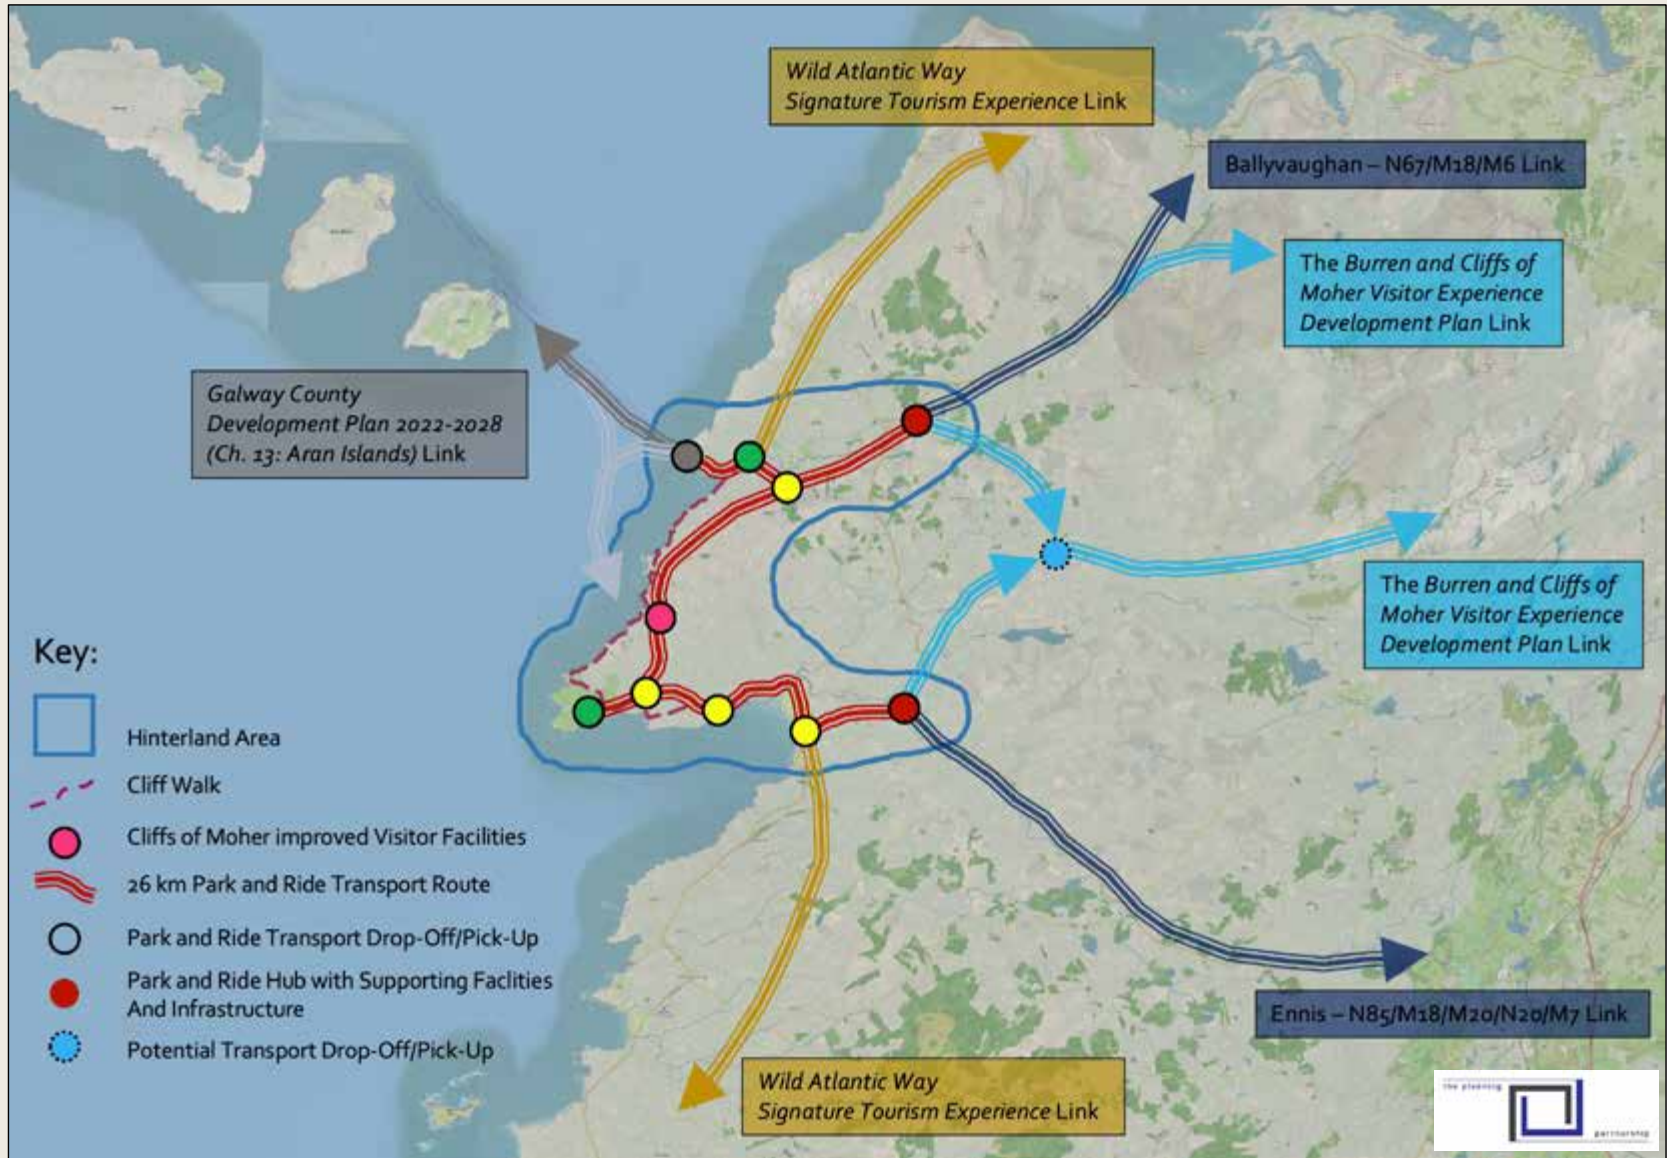 Wild Atlantic Way
Signature Tourism Experience Link
Ballyvaughan – N67/M18/M6 Link
The Burren and Cliffs of
Moher Visitor Experience
Development Plan Link
Galway County
Development Plan 2022-2028
(Ch. 13: Aran Islands) Link
The Burren and Cliffs of
Moher Visitor Experience
Development Plan Link
Key:
Hinterland Area
Cliff Walk
Cliffs of Moher improved Visitor Facilities
26 km Park and Ride Transport Route
Park and Ride Transport Drop-Off/Pick-Up
Park and Ride Hub with Supporting Faclities
And Infrastructure
Potential Transport Drop-Off/Pick-Up
Ennis – N85/M18/M20/N20/M7 Link
Wild Atlantic Way
Signature Tourism Experience Link
the planning
partnership